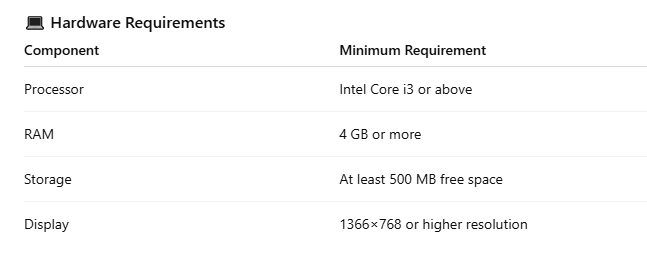 💻 Hardware Requirements
Component Minimum Requirement
Processor Intel Core i3 or above
RAM 4 GB or more
Storage At least 500 MB free space
Display 1366×768 or higher resolution